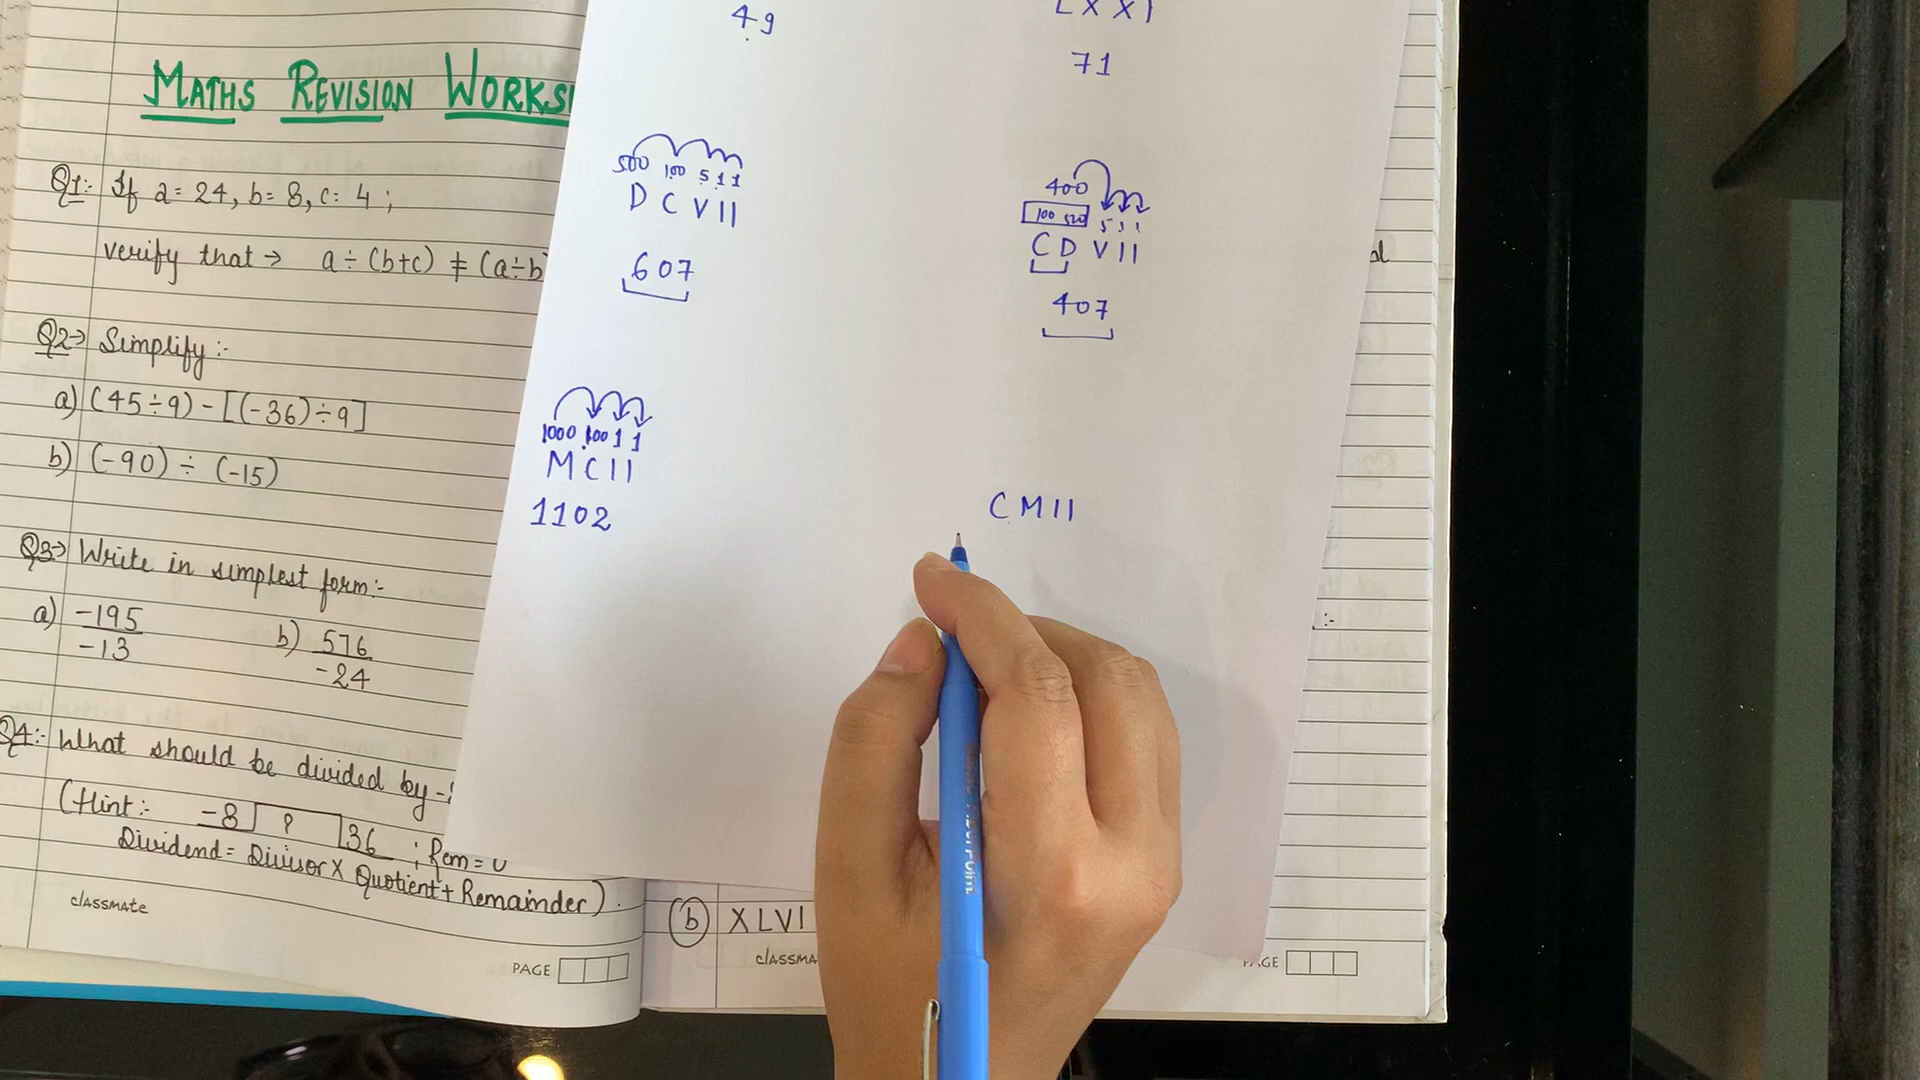 MATHS REVISION
Q1:- If a = 24, b = 8, c = 4 ;
verify that → a ÷ (b+c) ≠ (a÷b
Q2→ Simplify :-
a) (45÷9) - [(-36)÷9]
b) (-90) ÷ (-15)
Q3→ Write in simplest form:-
a) -195
-13
b) 576
-24
Q4:- What should be divided by
(Hint:- -8 ? 36 ; Rem = 0
Dividend = Divisor X Quotient + Remainder).
classmate
PAGE
49
LXXI
71
500 100 5 1 1
D C V I I
607
400
100 500 5 1 1
C D V I I
407
1000 100 1 1
M C I I
1102
C M I I
(b) XLVI
PAGE